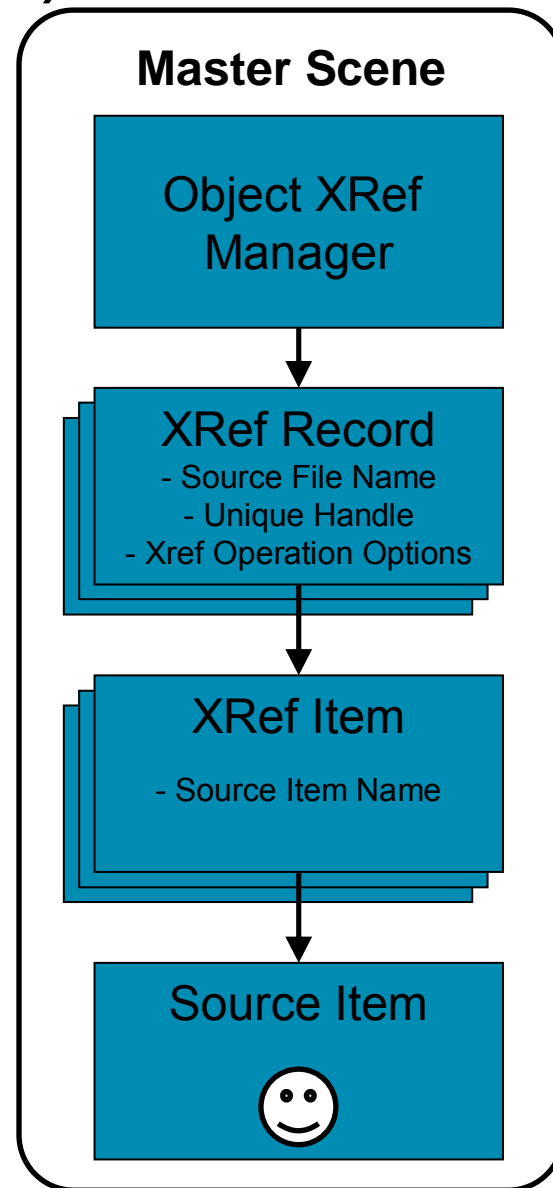 Master Scene
Object XRef
Manager
XRef Record
- Source File Name
- Unique Handle
- Xref Operation Options
XRef Item
- Source Item Name
Source Item